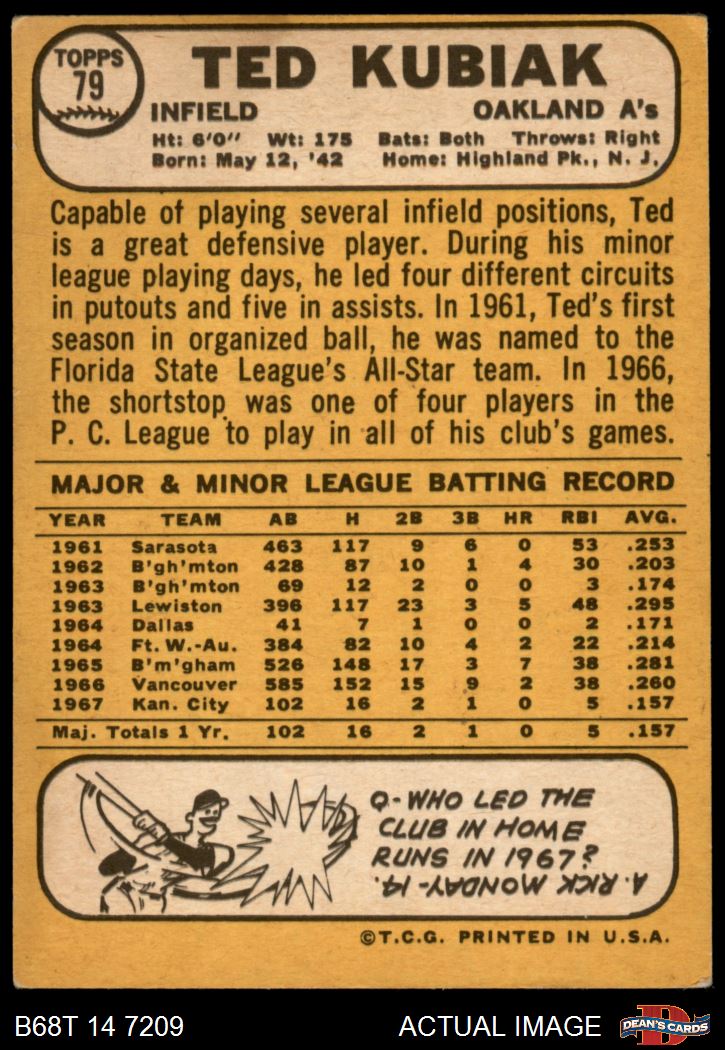 TOPPS
79
TED KUBIAK
INFIELD OAKLAND A's
Ht: 6'0" Wt: 175 Bats: Both Throws: Right
Born: May 12, '42 Home: Highland Pk., N. J.
Capable of playing several infield positions, Ted
is a great defensive player. During his minor
league playing days, he led four different circuits
in putouts and five in assists. In 1961, Ted's first
season in organized ball, he was named to the
Florida State League's All-Star team. In 1966,
the shortstop was one of four players in the
P. C. League to play in all of his club's games.
MAJOR & MINOR LEAGUE BATTING RECORD
YEAR TEAM AB H 2B 3B HR RBI AVG.
1961 Sarasota 463 117 9 6 0 53 .253
1962 B'gh'mton 428 87 10 1 4 30 .203
1963 B'gh'mton 69 12 2 0 0 3 .174
1963 Lewiston 396 117 23 3 5 48 .295
1964 Dallas 41 7 1 0 0 2 .171
1964 Ft. W.-Au. 384 82 10 4 2 22 .214
1965 B'm'gham 526 148 17 3 7 38 .281
1966 Vancouver 585 152 15 9 2 38 .260
1967 Kan. City 102 16 2 1 0 5 .157
Maj. Totals 1 Yr. 102 16 2 1 0 5 .157
Q-WHO LED THE
CLUB IN HOME
RUNS IN 1967?
A. RICK MONDAY-14.
©T.C.G. PRINTED IN U.S.A.
B68T 14 7209 ACTUAL IMAGE DEAN'S CARDS